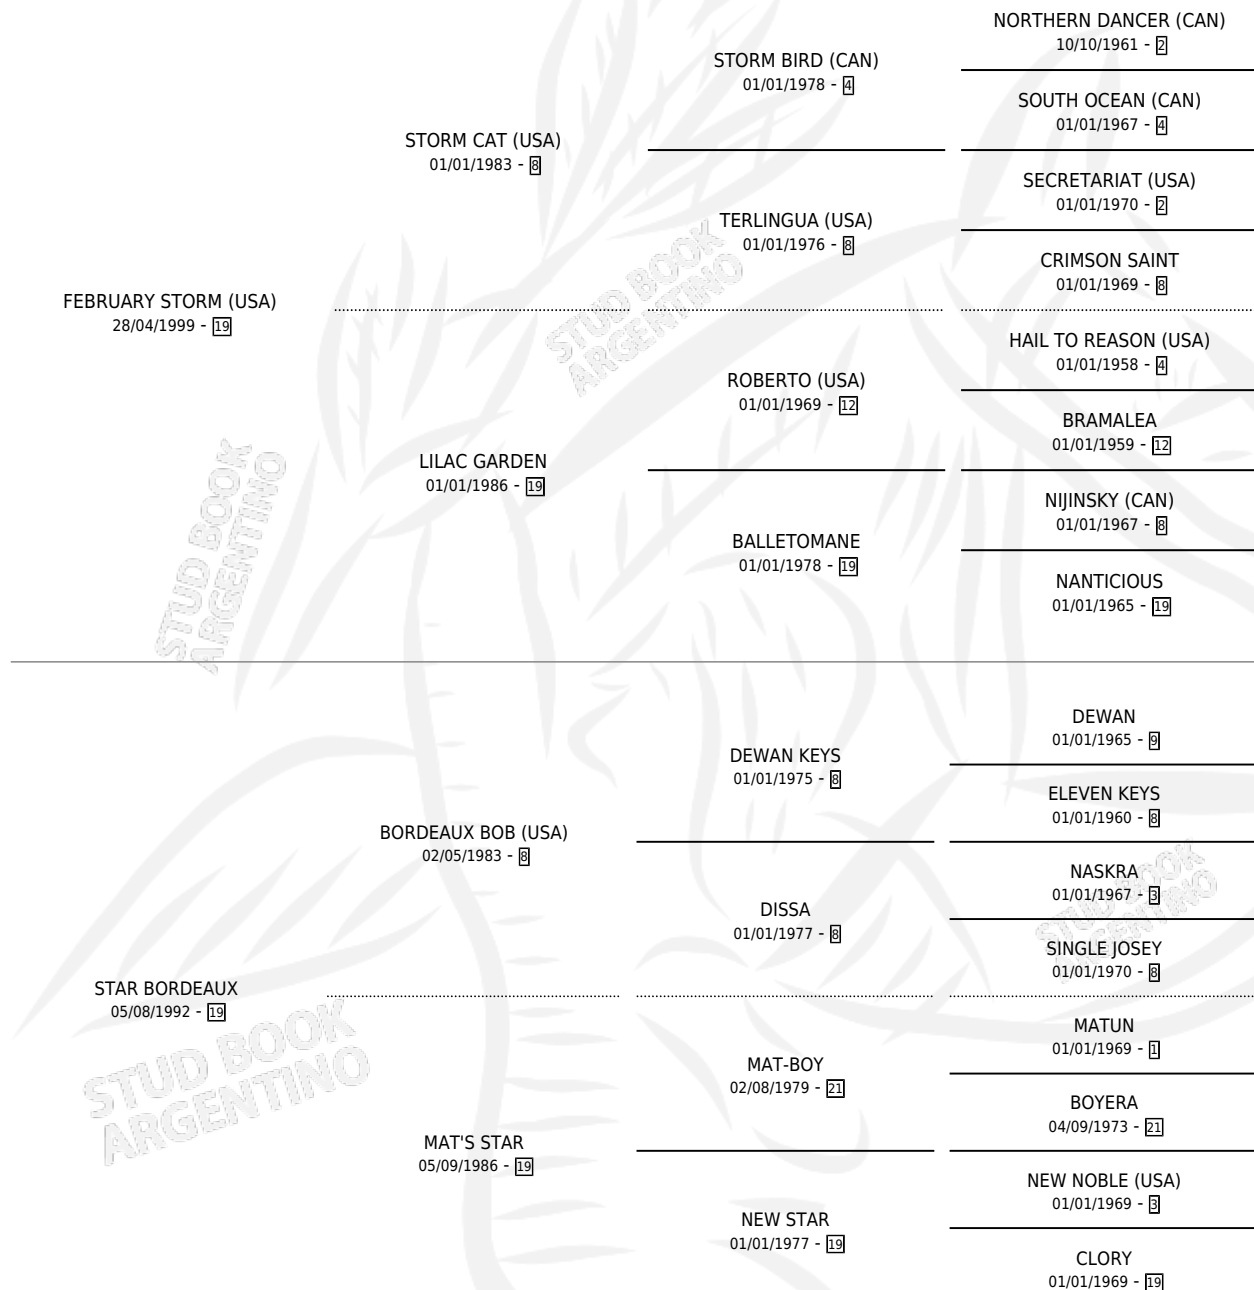 FEBRUARY STORM (USA)
28/04/1999 - 19
STORM CAT (USA)
01/01/1983 - 8
LILAC GARDEN
01/01/1986 - 19
STORM BIRD (CAN)
01/01/1978 - 4
TERLINGUA (USA)
01/01/1976 - 8
ROBERTO (USA)
01/01/1969 - 12
BALLETOMANE
01/01/1978 - 19
NORTHERN DANCER (CAN)
10/10/1961 - 2
SOUTH OCEAN (CAN)
01/01/1967 - 4
SECRETARIAT (USA)
01/01/1970 - 2
CRIMSON SAINT
01/01/1969 - 8
HAIL TO REASON (USA)
01/01/1958 - 4
BRAMALEA
01/01/1959 - 12
NIJINSKY (CAN)
01/01/1967 - 8
NANTICIOUS
01/01/1965 - 19
STAR BORDEAUX
05/08/1992 - 19
BORDEAUX BOB (USA)
02/05/1983 - 8
MAT'S STAR
05/09/1986 - 19
DEWAN KEYS
01/01/1975 - 8
DISSA
01/01/1977 - 8
MAT-BOY
02/08/1979 - 21
NEW STAR
01/01/1977 - 19
DEWAN
01/01/1965 - 9
ELEVEN KEYS
01/01/1960 - 8
NASKRA
01/01/1967 - 3
SINGLE JOSEY
01/01/1970 - 8
MATUN
01/01/1969 - 1
BOYERA
04/09/1973 - 21
NEW NOBLE (USA)
01/01/1969 - 3
CLORY
01/01/1969 - 19
STUD BOOK
ARGENTINO
STUD BOOK
ARGENTINO
STUD BOOK
ARGENTINO
STUD BOOK
ARGENTINO